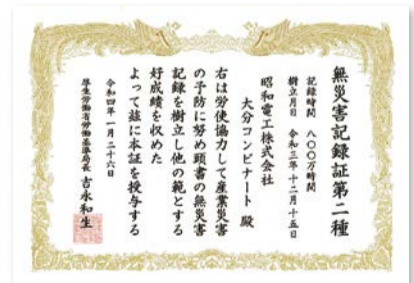 無災害記録証第二種
記録時間 八〇〇万時間
樹立月日 令和三年十二月十五日
昭和電工株式会社
大分コンビナート 殿
右は労使協力して産業災害
の予防に努め頭書の無災害
記録を樹立し他の範とする
好成績を収めた
よって茲に本証を授与する
令和四年一月二十六日
厚生労働省労働基準局長 吉永和生